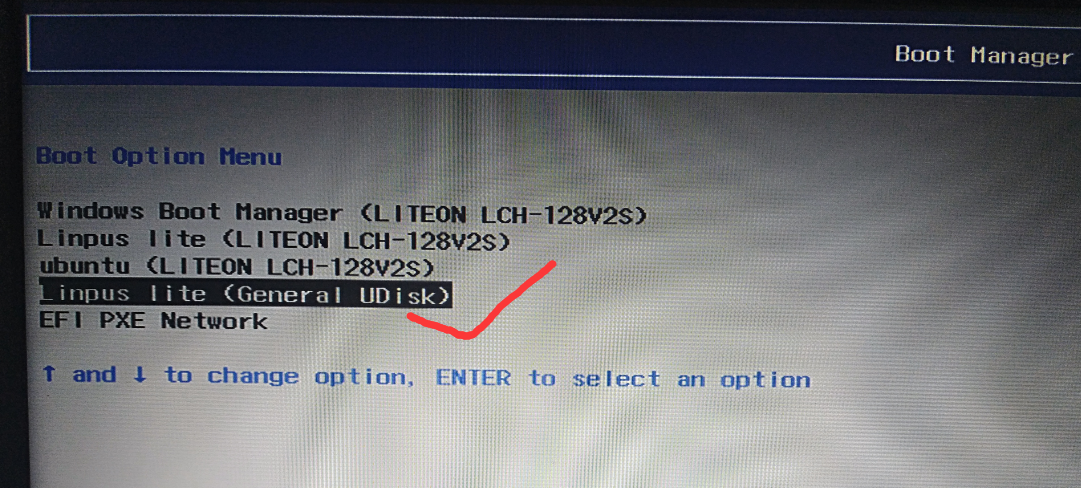 Boot Manager
Boot Option Menu
Windows Boot Manager (LITEON LCH-128V2S)
Linpus lite (LITEON LCH-128V2S)
ubuntu (LITEON LCH-128V2S)
Linpus lite (General UDisk)
EFI PXE Network
↑ and ↓ to change option, ENTER to select an option